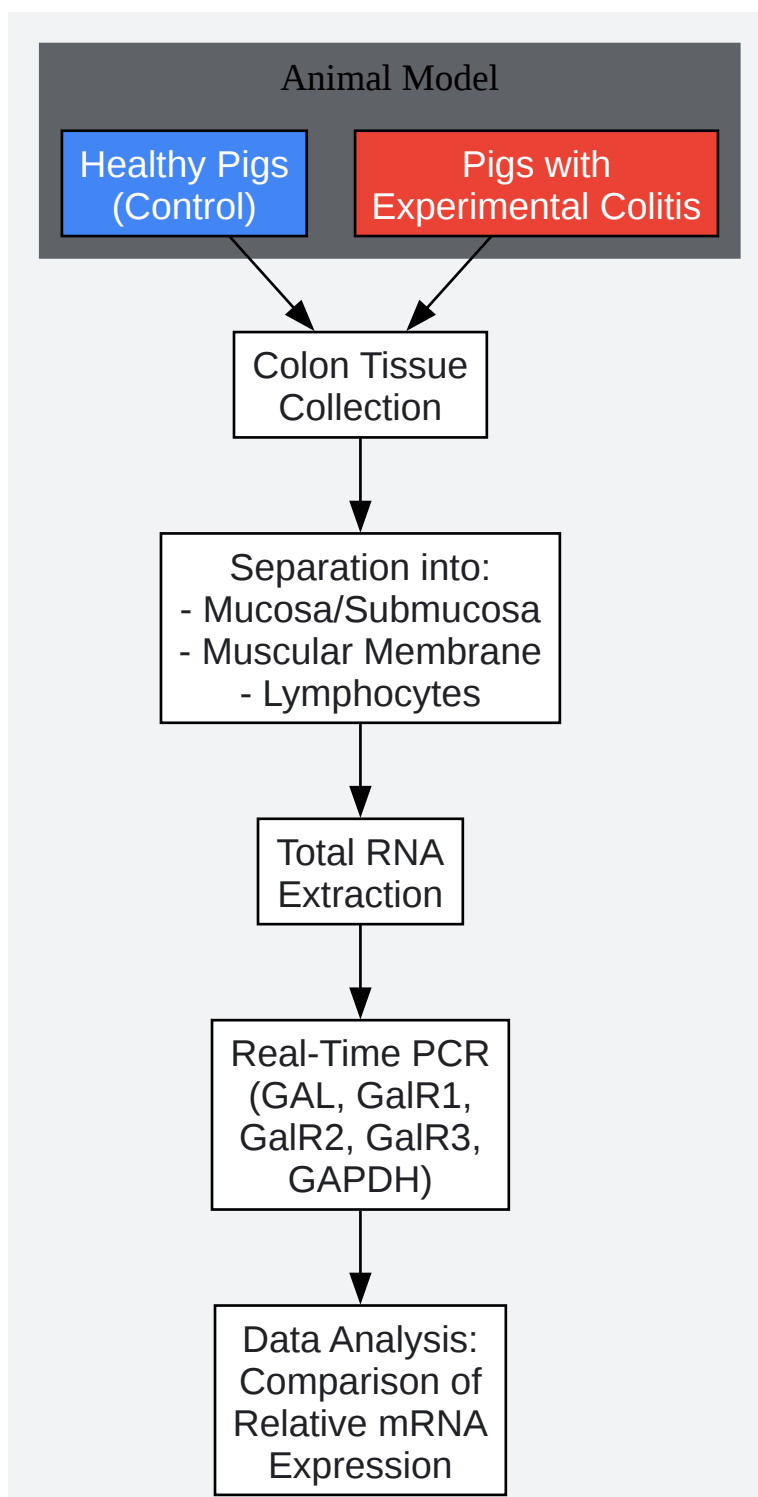 Animal Model
Healthy Pigs
(Control)
Pigs with
Experimental Colitis
Colon Tissue
Collection
Separation into:
- Mucosa/Submucosa
- Muscular Membrane
- Lymphocytes
Total RNA
Extraction
Real-Time PCR
(GAL, GalR1,
GalR2, GalR3,
GAPDH)
Data Analysis:
Comparison of
Relative mRNA
Expression